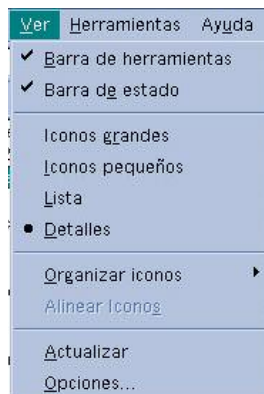 Ver Herramientas Ayuda
Barra de herramientas
Barra de estado
Iconos grandes
Iconos pequeños
Lista
Detalles
Organizar iconos
Alinear Iconos
Actualizar
Opciones...